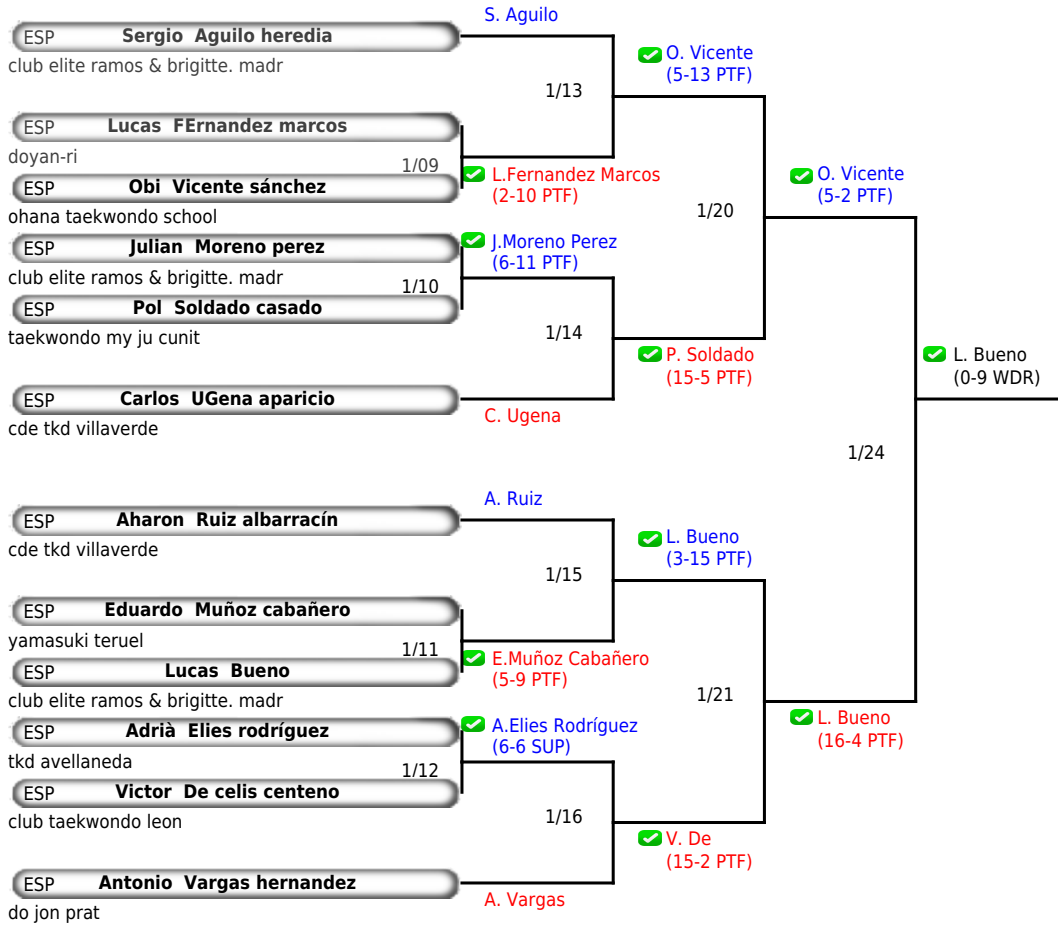 S. Aguilo
ESP Sergio Aguilo heredia
club elite ramos & brigitte. madr
O. Vicente
(5-13 PTF)
1/13
ESP Lucas FErnandez marcos
doyan-ri
1/09
L.Fernandez Marcos
(2-10 PTF)
ESP Obi Vicente sánchez
ohana taekwondo school
O. Vicente
(5-2 PTF)
1/20
ESP Julian Moreno perez
club elite ramos & brigitte. madr
J.Moreno Perez
(6-11 PTF)
1/10
ESP Pol Soldado casado
taekwondo my ju cunit
1/14
P. Soldado
(15-5 PTF)
L. Bueno
(0-9 WDR)
ESP Carlos UGena aparicio
cde tkd villaverde
C. Ugena
1/24
A. Ruiz
ESP Aharon Ruiz albarracín
cde tkd villaverde
L. Bueno
(3-15 PTF)
1/15
ESP Eduardo Muñoz cabañero
yamasuki teruel
1/11
E.Muñoz Cabañero
(5-9 PTF)
ESP Lucas Bueno
club elite ramos & brigitte. madr
1/21
L. Bueno
(16-4 PTF)
ESP Adrià Elies rodríguez
tkd avellaneda
A.Elies Rodríguez
(6-6 SUP)
1/12
ESP Victor De celis centeno
club taekwondo leon
1/16
V. De
(15-2 PTF)
ESP Antonio Vargas hernandez
do jon prat
A. Vargas